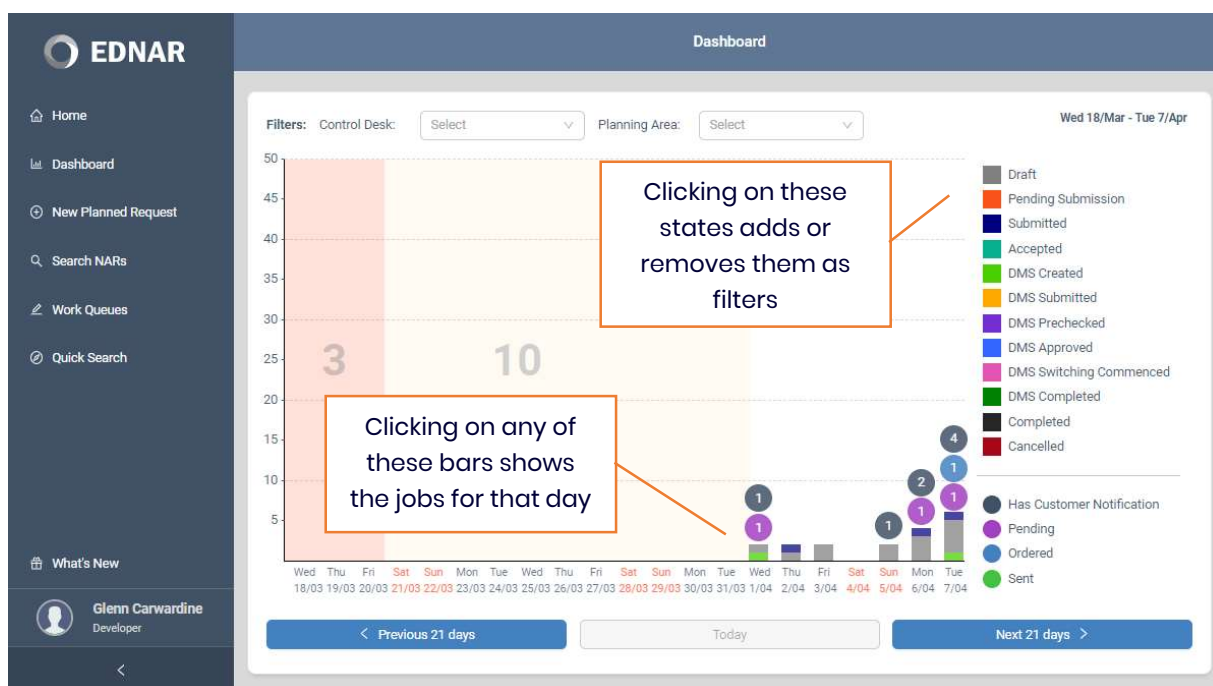 EDNAR
Dashboard
Home
Dashboard
New Planned Request
Search NARs
Work Queues
Quick Search
What's New
Glenn Carwardine
Developer
Filters: Control Desk: Select Planning Area: Select
Wed 18/Mar - Tue 7/Apr
50
45
40
35
30
25
20
15
10
5
3
10
Clicking on these
states adds or
removes them as
filters
Clicking on any of
these bars shows
the jobs for that day
1
1
1
2
1
4
1
1
Wed Thu Fri Sat Sun Mon Tue Wed Thu Fri Sat Sun Mon Tue Wed Thu Fri Sat Sun Mon Tue
18/03 19/03 20/03 21/03 22/03 23/03 24/03 25/03 26/03 27/03 28/03 29/03 30/03 31/03 1/04 2/04 3/04 4/04 5/04 6/04 7/04
Draft
Pending Submission
Submitted
Accepted
DMS Created
DMS Submitted
DMS Prechecked
DMS Approved
DMS Switching Commenced
DMS Completed
Completed
Cancelled
Has Customer Notification
Pending
Ordered
Sent
< Previous 21 days
Today
Next 21 days >